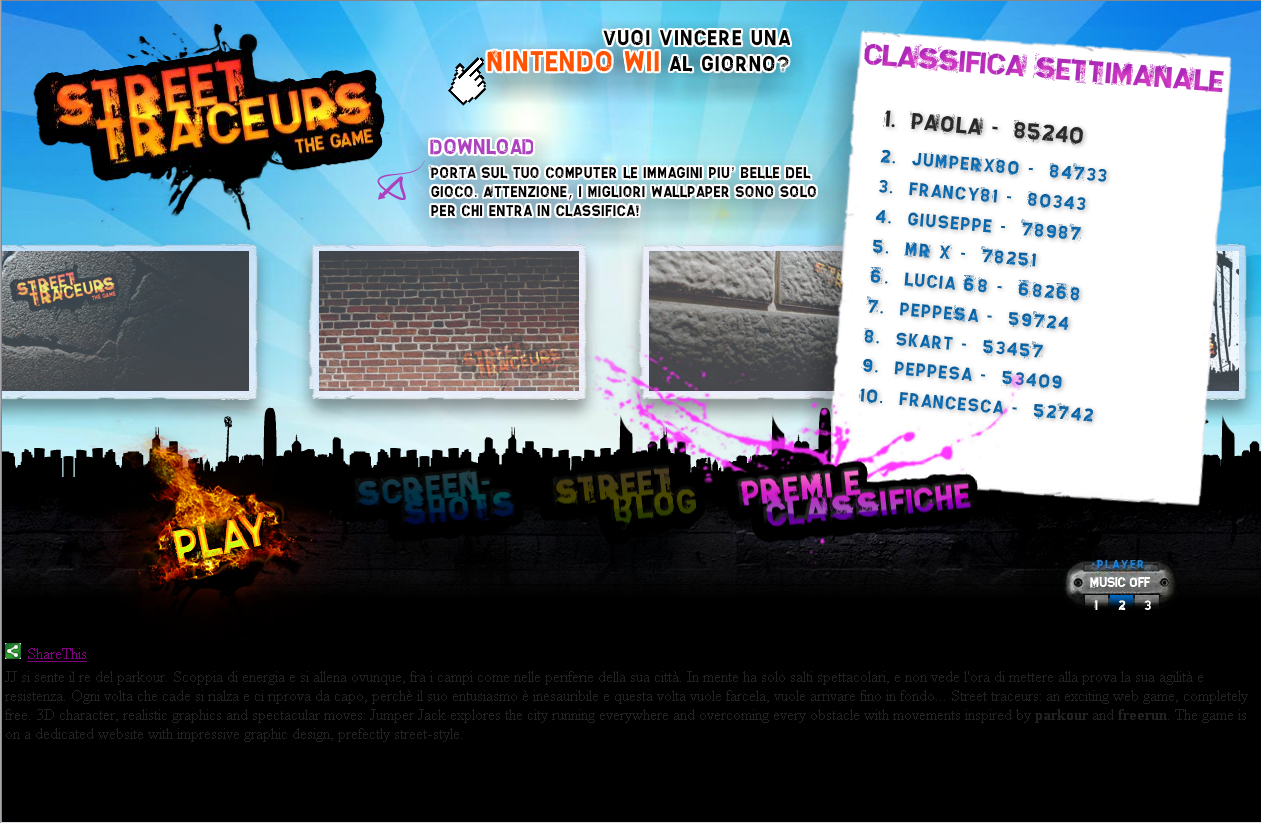 STREET
TRACEURS
THE GAME
VUOI VINCERE UNA
NINTENDO WII AL GIORNO?
DOWNLOAD
PORTA SUL TUO COMPUTER LE IMMAGINI PIU' BELLE DEL
GIOCO. ATTENZIONE, I MIGLIORI WALLPAPER SONO SOLO
PER CHI ENTRA IN CLASSIFICA!
CLASSIFICA SETTIMANALE
1. PAOLA - 85240
2. JUMPERX80 - 84733
3. FRANCY81 - 80343
4. GIUSEPPE - 78987
5. MR X - 78251
6. LUCIA 68 - 68268
7. PEPPESA - 59724
8. SKART - 53457
9. PEPPESA - 53409
10. FRANCESCA - 52742
STREET
TRACEURS
THE GAME
STREET
TRACEURS
PLAY
SCREEN-
SHOTS
STREET
BLOG
PREMI E
CLASSIFICHE
PLAYER
MUSIC OFF
1 2 3
ShareThis
JJ si sente il re del parkour. Scoppia di energia e si allena ovunque, fra i campi come nelle periferie della sua città. In mente ha solo salti spettacolari, e non vede l'ora di mettere alla prova la sua agilità e
resistenza. Ogni volta che cade si rialza e ci riprova da capo, perchè il suo entusiasmo è inesauribile e questa volta vuole farcela, vuole arrivare fino in fondo... Street traceurs: an exciting web game, completely
free. 3D character, realistic graphics and spectacular moves: Jumper Jack explores the city running everywhere and overcoming every obstacle with movements inspired by parkour and freerun. The game is
on a dedicated website with impressive graphic design, prefectly street-style.